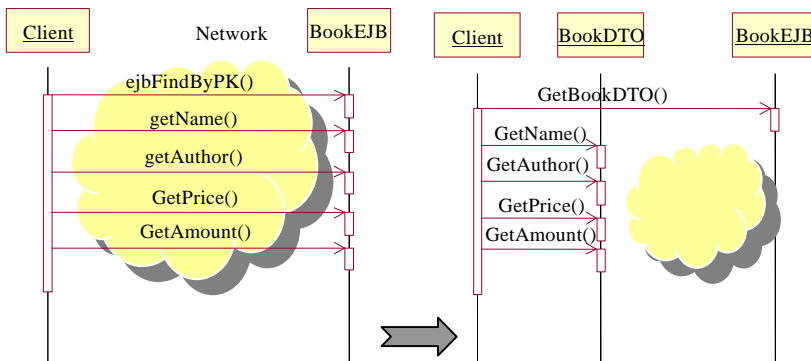 Client
Network
BookEJB
ejbFindByPK()
getName()
getAuthor()
GetPrice()
GetAmount()
Client
BookDTO
BookEJB
GetBookDTO()
GetName()
GetAuthor()
GetPrice()
GetAmount()